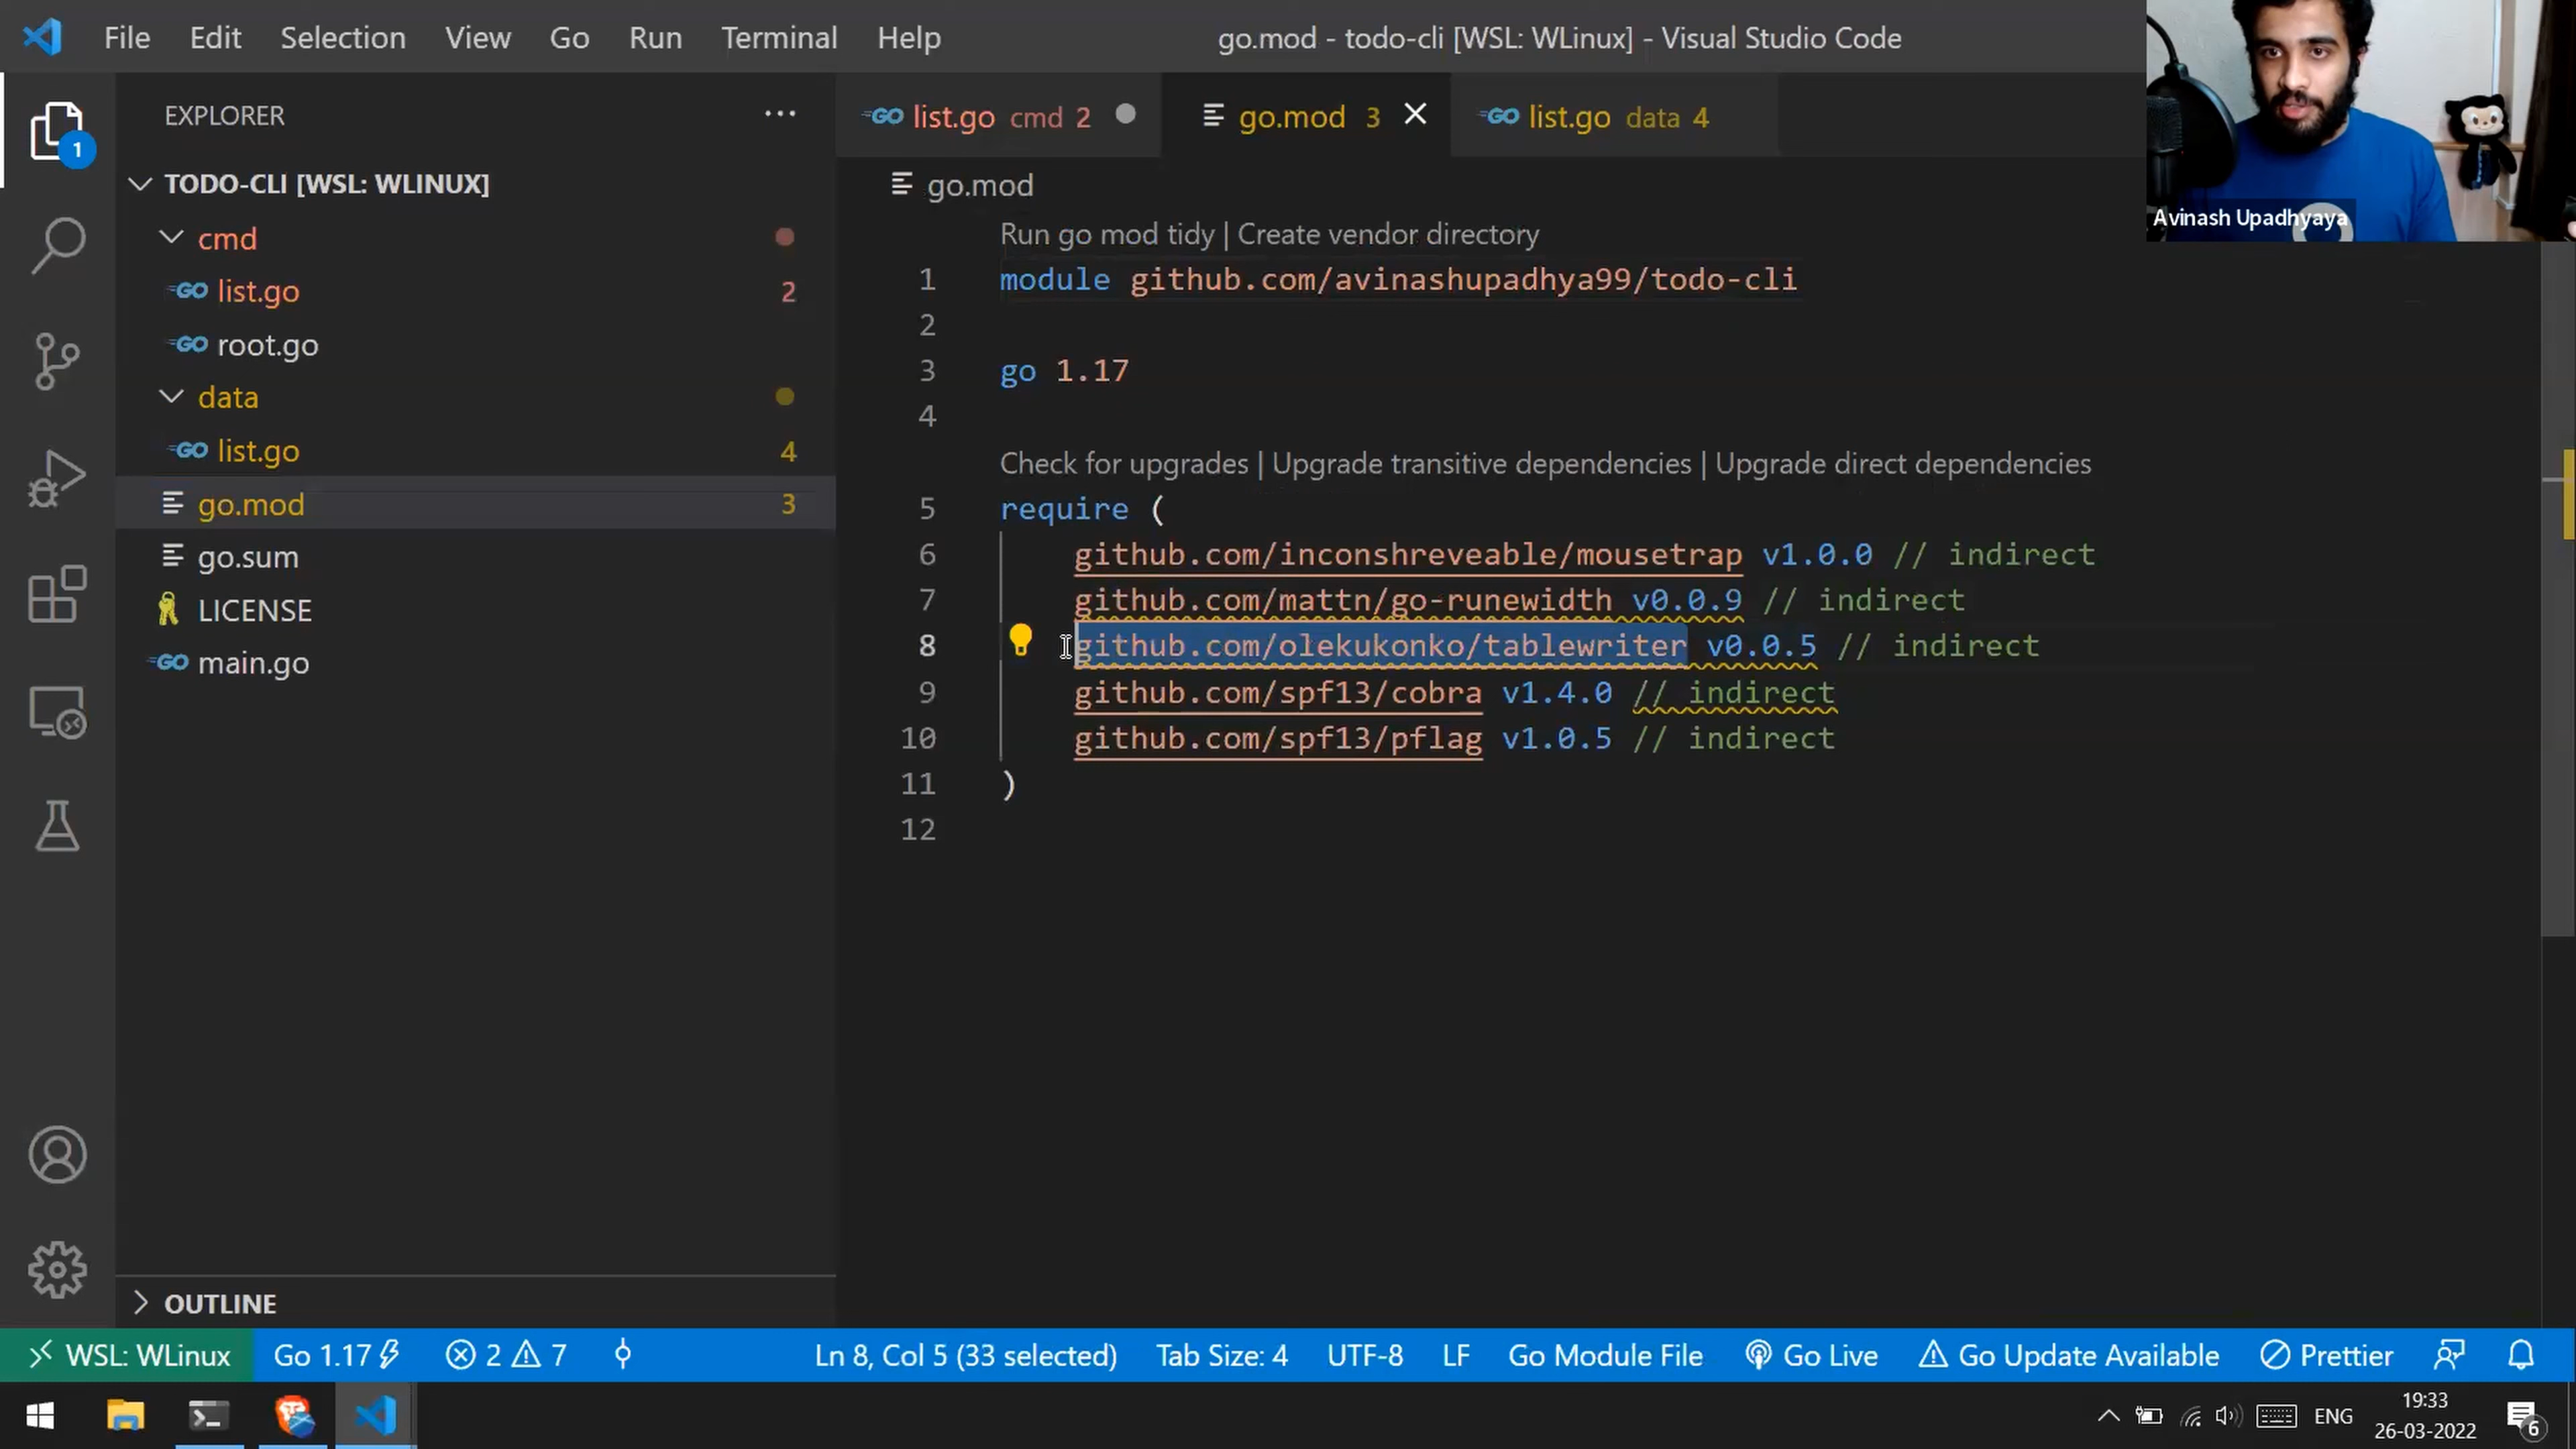 File Edit Selection View Go Run Terminal Help
go.mod - todo-cli [WSL: WLinux] - Visual Studio Code
Avinash Upadhyaya
EXPLORER
1
TODO-CLI [WSL: WLINUX]
cmd
list.go 2
root.go
data
list.go 4
go.mod 3
go.sum
LICENSE
main.go
OUTLINE
list.go cmd 2
go.mod 3
list.go data 4
go.mod
Run go mod tidy | Create vendor directory
1 module github.com/avinashupadhya99/todo-cli
2
3 go 1.17
4
Check for upgrades | Upgrade transitive dependencies | Upgrade direct dependencies
5 require (
6 github.com/inconshreveable/mousetrap v1.0.0 // indirect
7 github.com/mattn/go-runewidth v0.0.9 // indirect
8 github.com/olekukonko/tablewriter v0.0.5 // indirect
9 github.com/spf13/cobra v1.4.0 // indirect
10 github.com/spf13/pflag v1.0.5 // indirect
11 )
12
WSL: WLinux Go 1.17 2 7 Ln 8, Col 5 (33 selected) Tab Size: 4 UTF-8 LF Go Module File Go Live Go Update Available Prettier
ENG
19:33
26-03-2022
6